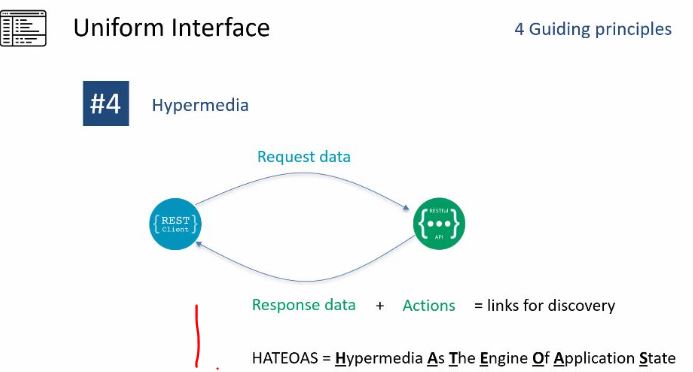 Uniform Interface
4 Guiding principles
#4
Hypermedia
Request data
{REST
Client}
RESTful
{•••}
API
Response data + Actions = links for discovery
HATEOAS = Hypermedia As The Engine Of Application State